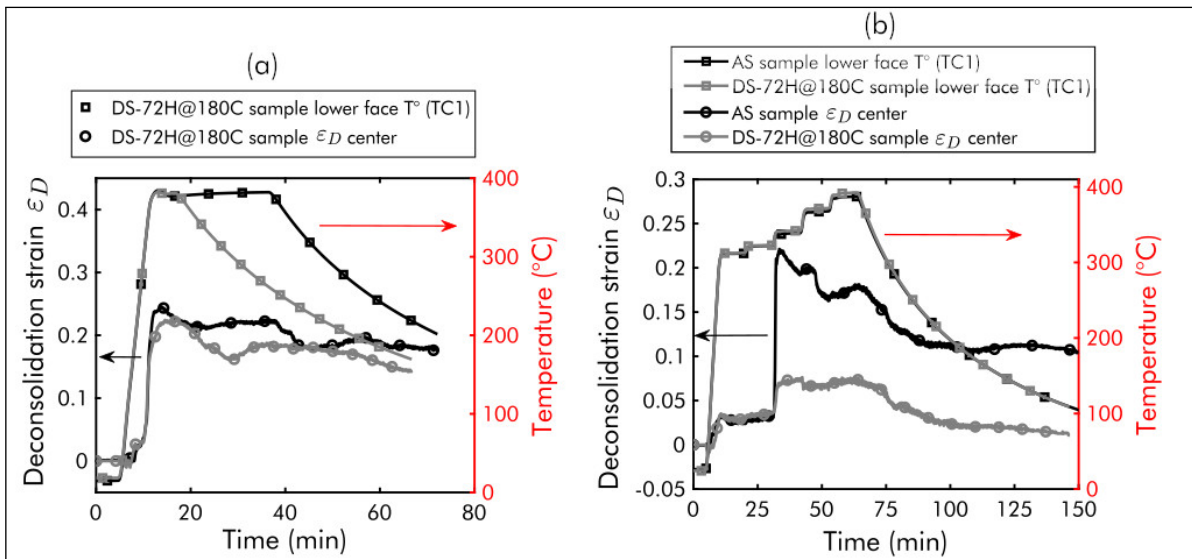 (a)
DS-72H@180C sample lower face T° (TC1)
DS-72H@180C sample εD center
Deconsolidation strain εD
0.4
0.3
0.2
0.1
0
400
300
200
100
0
Temperature (°C)
0 20 40 60 80
Time (min)
(b)
AS sample lower face T° (TC1)
DS-72H@180C sample lower face T° (TC1)
AS sample εD center
DS-72H@180C sample εD center
Deconsolidation strain εD
0.3
0.25
0.2
0.15
0.1
0.05
0
-0.05
400
300
200
100
0
Temperature (°C)
0 25 50 75 100 125 150
Time (min)